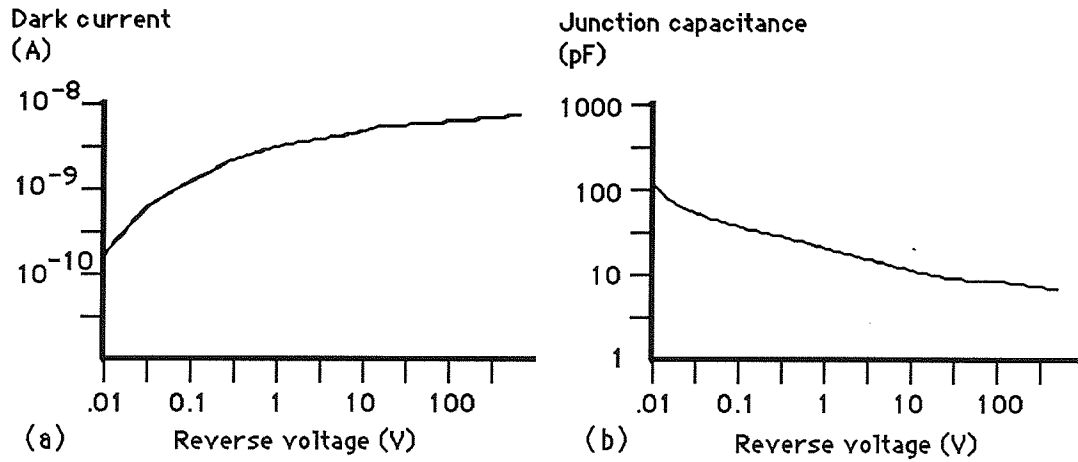 Dark current
(A)
10⁻⁸
10⁻⁹
10⁻¹⁰
.01 0.1 1 10 100
(a) Reverse voltage (V)
Junction capacitance
(pF)
1000
100
10
1
.01 0.1 1 10 100
(b) Reverse voltage (V)